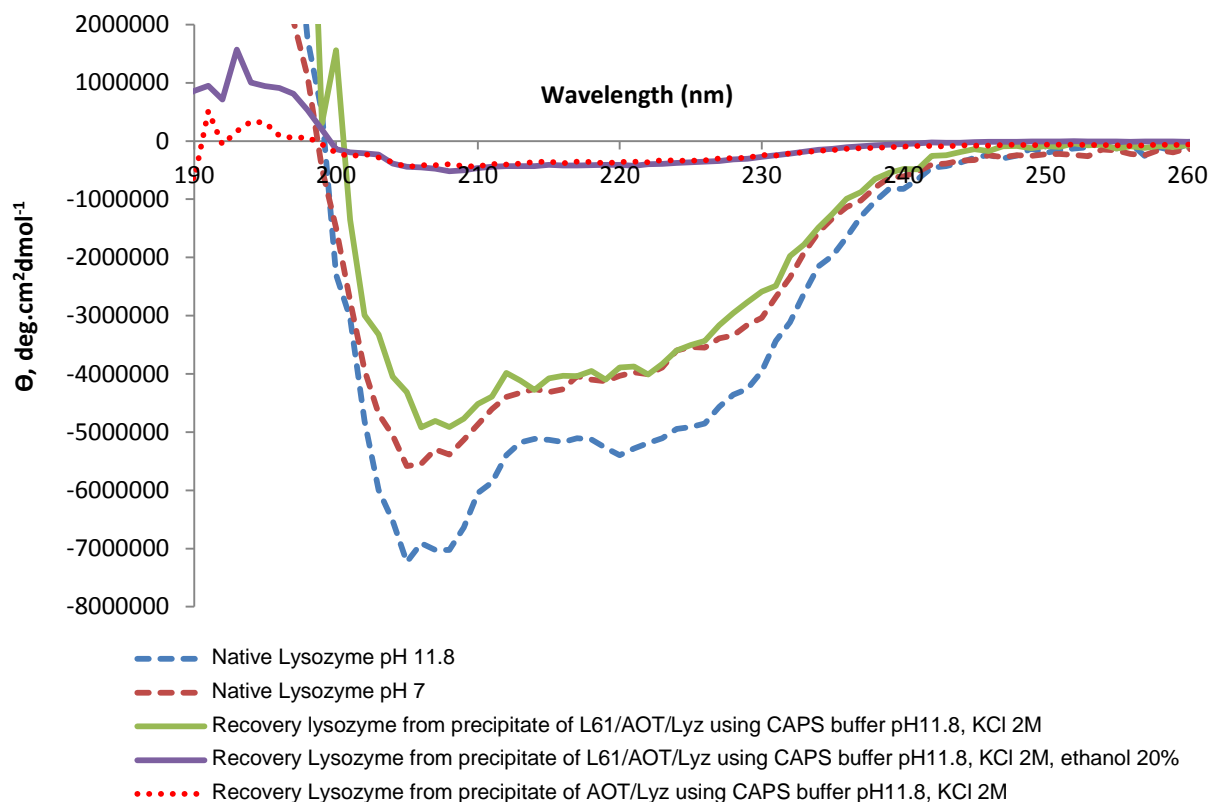 2000000
1000000
0
-1000000
-2000000
-3000000
-4000000
-5000000
-6000000
-7000000
-8000000
190 200 210 220 230 240 250 260
Wavelength (nm)
Ɵ, deg.cm²dmol⁻¹
Native Lysozyme pH 11.8
Native Lysozyme pH 7
Recovery lysozyme from precipitate of L61/AOT/Lyz using CAPS buffer pH11.8, KCl 2M
Recovery Lysozyme from precipitate of L61/AOT/Lyz using CAPS buffer pH11.8, KCl 2M, ethanol 20%
Recovery Lysozyme from precipitate of AOT/Lyz using CAPS buffer pH11.8, KCl 2M